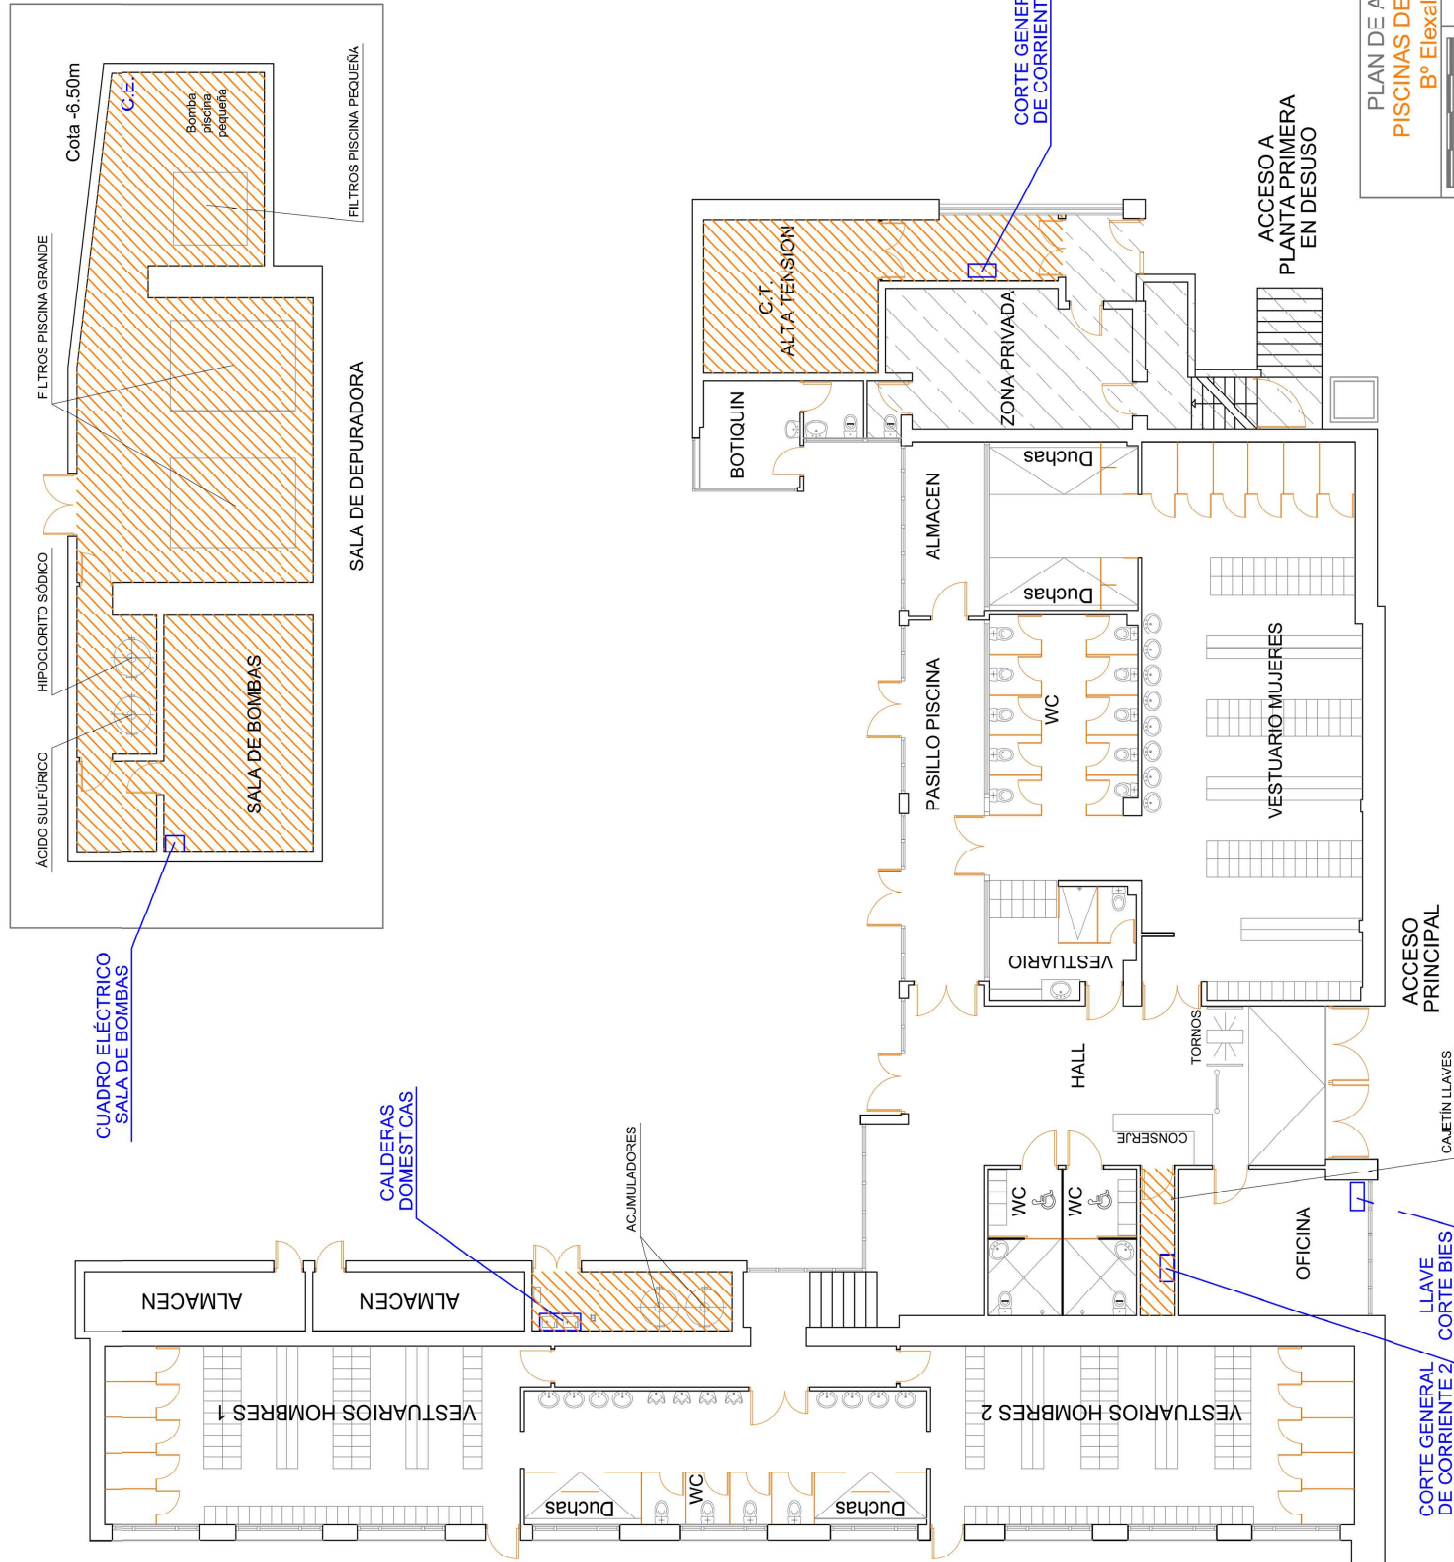 Cota -6.50m
C.E.
Bomba
piscina
pequeña
FILTROS PISCINA PEQUEÑA
FILTROS PISCINA GRANDE
SALA DE DEPURADORA
HIPOCLORITO SÓDICO
ÁCIDO SULFÚRICO
SALA DE BOMBAS
CUADRO ELÉCTRICO
SALA DE BOMBAS
CORTE GENER
DE CORRIENT
PLAN DE A
PISCINAS DE
Bº Elexal
ACCESO A
PLANTA PRIMERA
EN DESUSO
C.T.
ALTA TENSION
ZONA PRIVADA
BOTIQUIN
ALMACEN
Duchas
Duchas
PASILLO PISCINA
WC
VESTUARIO MUJERES
VESTUARIO
ACCESO
PRINCIPAL
TORNOS
HALL
CONSERJE
CAJETÍN LLAVES
WC
WC
OFICINA
LLAVE
CORTE BIES
CORTE GENERAL
DE CORRIENTE 2,
CALDERAS
DOMESTICAS
ACUMULADORES
ALMACEN
ALMACEN
VESTUARIOS HOMBRES 1
VESTUARIOS HOMBRES 2
Duchas
WC
Duchas